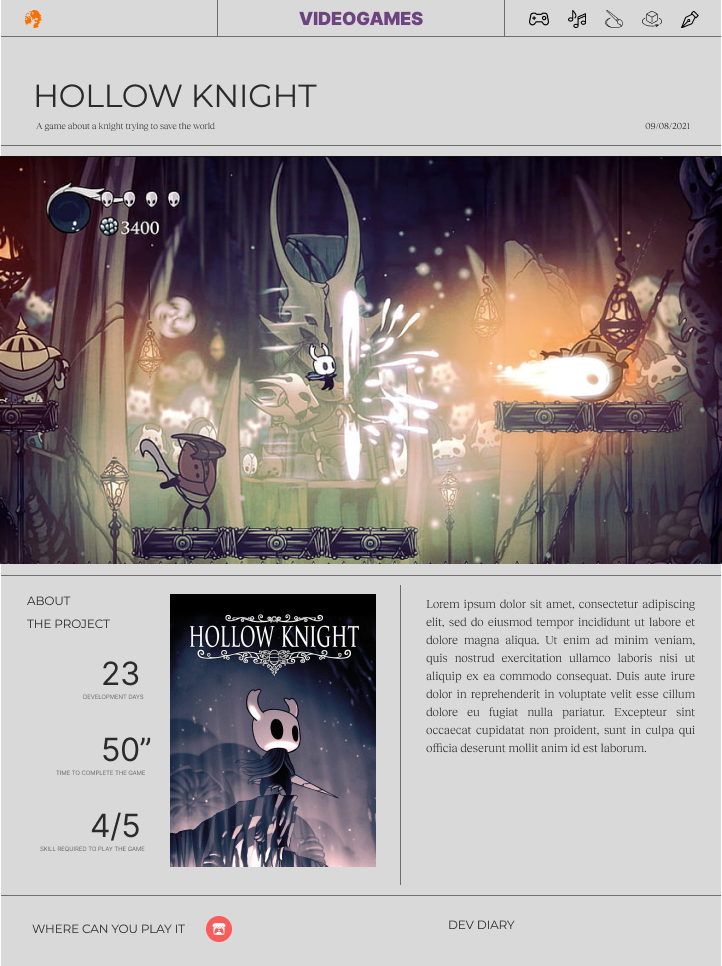 VIDEOGAMES
HOLLOW KNIGHT
A game about a knight trying to save the world
09/08/2021
3400
ABOUT
THE PROJECT
23
DEVELOPMENT DAYS
50”
TIME TO COMPLETE THE GAME
4/5
SKILL REQUIRED TO PLAY THE GAME
HOLLOW KNIGHT
Lorem ipsum dolor sit amet, consectetur adipiscing
elit, sed do eiusmod tempor incididunt ut labore et
dolore magna aliqua. Ut enim ad minim veniam,
quis nostrud exercitation ullamco laboris nisi ut
aliquip ex ea commodo consequat. Duis aute irure
dolor in reprehenderit in voluptate velit esse cillum
dolore eu fugiat nulla pariatur. Excepteur sint
occaecat cupidatat non proident, sunt in culpa qui
officia deserunt mollit anim id est laborum.
WHERE CAN YOU PLAY IT
DEV DIARY